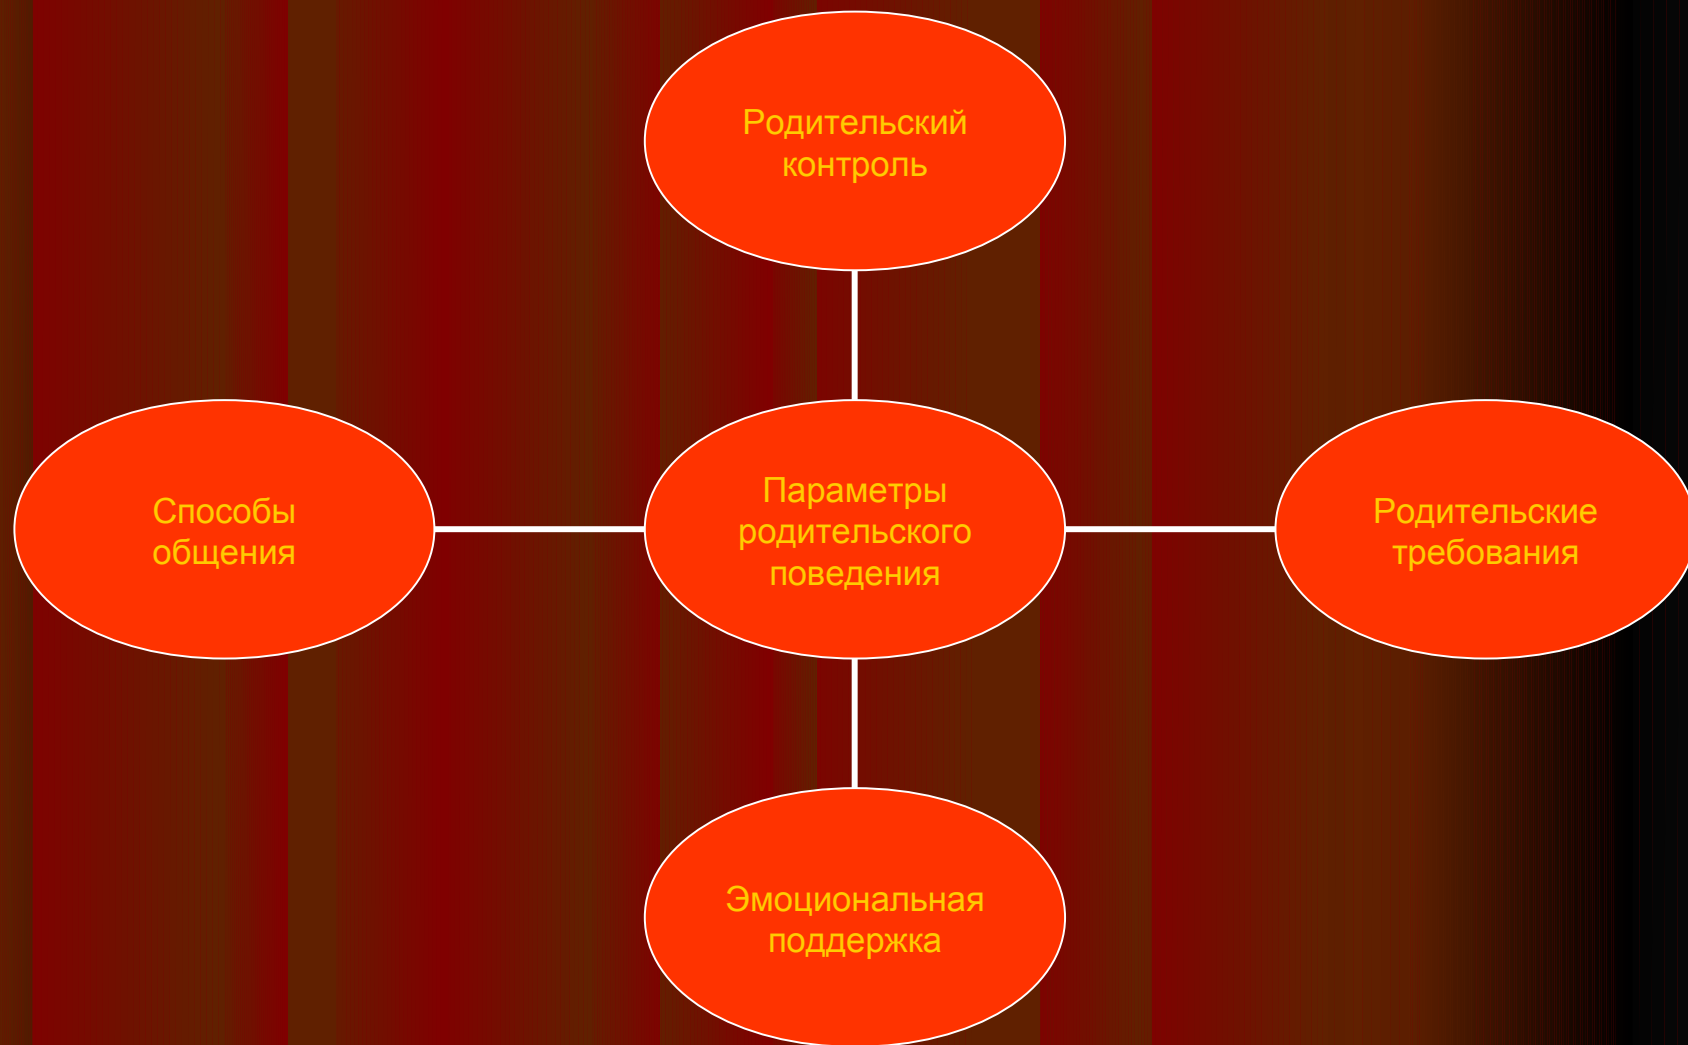 Родительский
контроль
Способы
общения
Параметры
родительского
поведения
Родительские
требования
Эмоциональная
поддержка